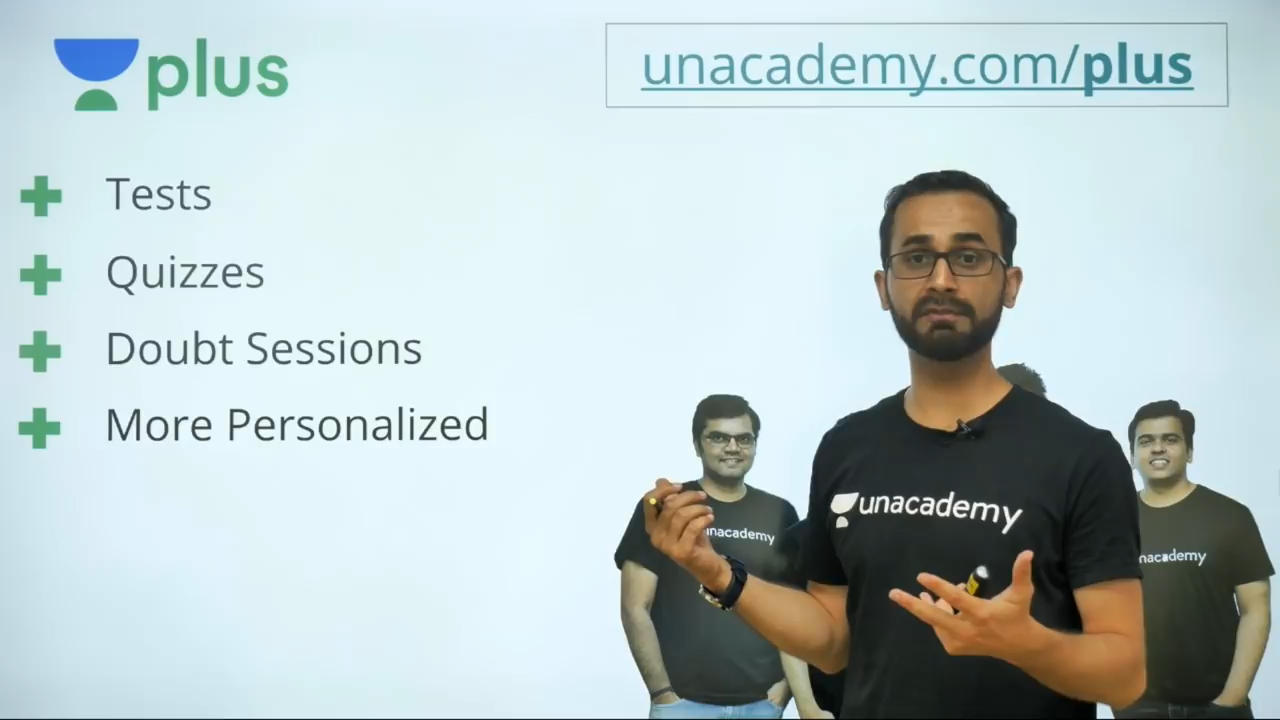 plus
unacademy.com/plus
Tests
Quizzes
Doubt Sessions
More Personalized
unacademy
unacademy
unacademy